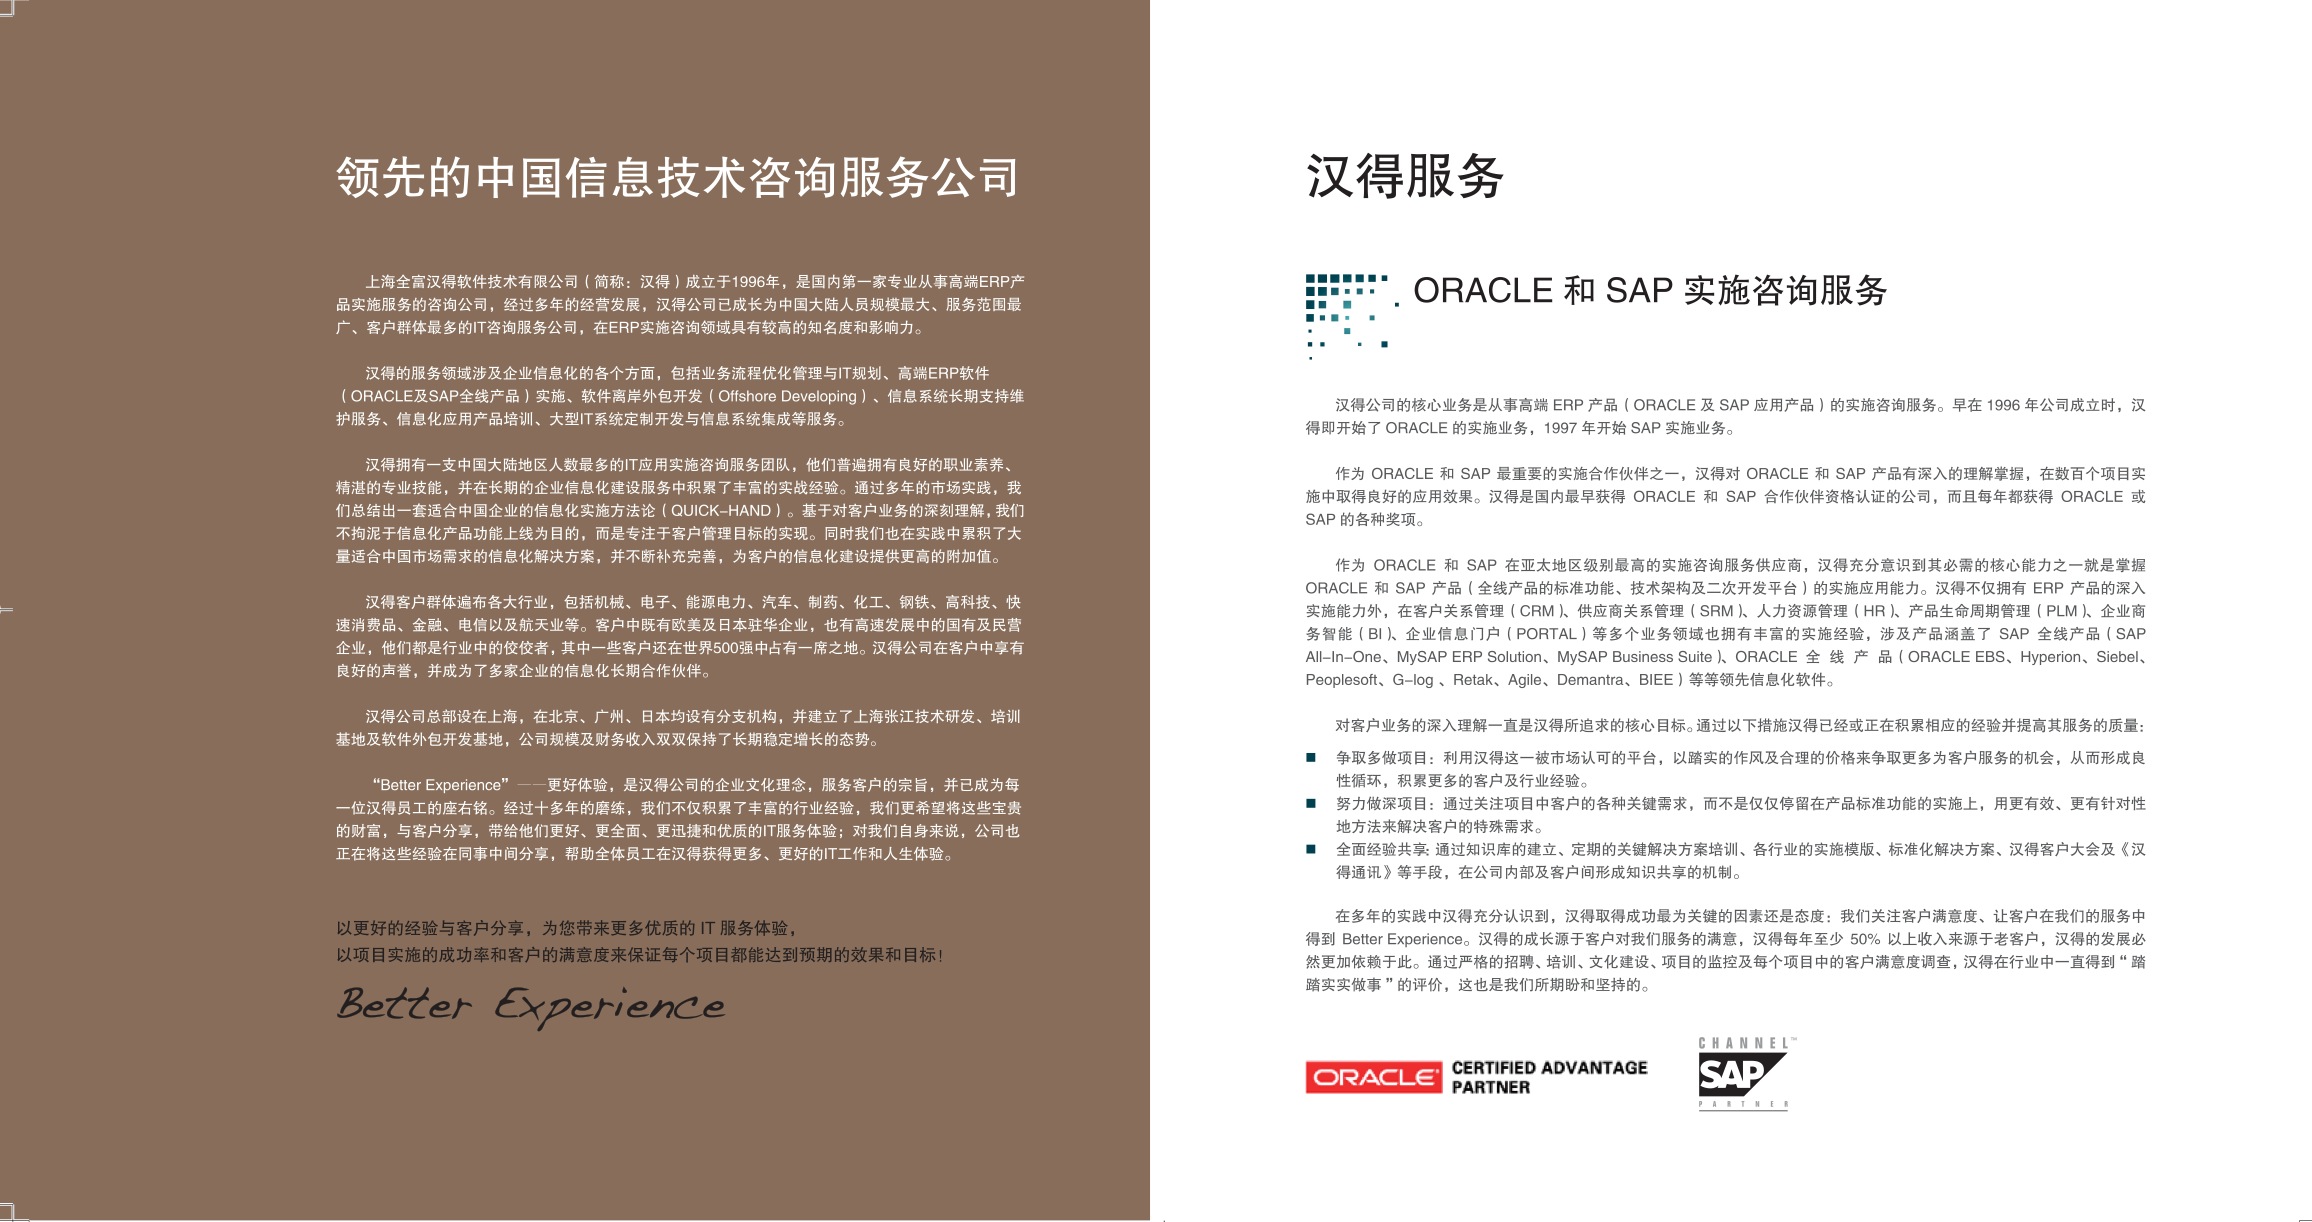 领先的中国信息技术咨询服务公司
上海全富汉得软件技术有限公司（简称：汉得）成立于1996年，是国内第一家专业从事高端ERP产
品实施服务的咨询公司，经过多年的经营发展，汉得公司已成长为中国大陆人员规模最大、服务范围最
广、客户群体最多的IT咨询服务公司，在ERP实施咨询领域具有较高的知名度和影响力。
汉得的服务领域涉及企业信息化的各个方面，包括业务流程优化管理与IT规划、高端ERP软件
（ORACLE及SAP全线产品）实施、软件离岸外包开发（Offshore Developing）、信息系统长期支持维
护服务、信息化应用产品培训、大型IT系统定制开发与信息系统集成等服务。
汉得拥有一支中国大陆地区人数最多的IT应用实施咨询服务团队，他们普遍拥有良好的职业素养、
精湛的专业技能，并在长期的企业信息化建设服务中积累了丰富的实战经验。通过多年的市场实践，我
们总结出一套适合中国企业的信息化实施方法论（QUICK-HAND）。基于对客户业务的深刻理解，我们
不拘泥于信息化产品功能上线为目的，而是专注于客户管理目标的实现。同时我们也在实践中累积了大
量适合中国市场需求的信息化解决方案，并不断补充完善，为客户的信息化建设提供更高的附加值。
汉得客户群体遍布各大行业，包括机械、电子、能源电力、汽车、制药、化工、钢铁、高科技、快
速消费品、金融、电信以及航天业等。客户中既有欧美及日本驻华企业，也有高速发展中的国有及民营
企业，他们都是行业中的佼佼者，其中一些客户还在世界500强中占有一席之地。汉得公司在客户中享有
良好的声誉，并成为了多家企业的信息化长期合作伙伴。
汉得公司总部设在上海，在北京、广州、日本均设有分支机构，并建立了上海张江技术研发、培训
基地及软件外包开发基地，公司规模及财务收入双双保持了长期稳定增长的态势。
“Better Experience”——更好体验，是汉得公司的企业文化理念，服务客户的宗旨，并已成为每
一位汉得员工的座右铭。经过十多年的磨练，我们不仅积累了丰富的行业经验，我们更希望将这些宝贵
的财富，与客户分享，带给他们更好、更全面、更迅捷和优质的IT服务体验；对我们自身来说，公司也
正在将这些经验在同事中间分享，帮助全体员工在汉得获得更多、更好的IT工作和人生体验。
以更好的经验与客户分享，为您带来更多优质的 IT 服务体验，
以项目实施的成功率和客户的满意度来保证每个项目都能达到预期的效果和目标！
Better Experience
汉得服务
ORACLE 和 SAP 实施咨询服务
汉得公司的核心业务是从事高端 ERP 产品（ORACLE 及 SAP 应用产品）的实施咨询服务。早在 1996 年公司成立时，汉
得即开始了 ORACLE 的实施业务，1997 年开始 SAP 实施业务。
作为 ORACLE 和 SAP 最重要的实施合作伙伴之一，汉得对 ORACLE 和 SAP 产品有深入的理解掌握，在数百个项目实
施中取得良好的应用效果。汉得是国内最早获得 ORACLE 和 SAP 合作伙伴资格认证的公司，而且每年都获得 ORACLE 或
SAP 的各种奖项。
作为 ORACLE 和 SAP 在亚太地区级别最高的实施咨询服务供应商，汉得充分意识到其必需的核心能力之一就是掌握
ORACLE 和 SAP 产品（全线产品的标准功能、技术架构及二次开发平台）的实施应用能力。汉得不仅拥有 ERP 产品的深入
实施能力外，在客户关系管理（CRM）、供应商关系管理（SRM）、人力资源管理（HR）、产品生命周期管理（PLM）、企业商
务智能（BI）、企业信息门户（PORTAL）等多个业务领域也拥有丰富的实施经验，涉及产品涵盖了 SAP 全线产品（SAP
All-In-One、MySAP ERP Solution、MySAP Business Suite）、ORACLE 全 线 产 品（ORACLE EBS、Hyperion、Siebel、
Peoplesoft、G-log 、Retak、Agile、Demantra、BIEE）等等领先信息化软件。
对客户业务的深入理解一直是汉得所追求的核心目标。通过以下措施汉得已经或正在积累相应的经验并提高其服务的质量：
■ 争取多做项目：利用汉得这一被市场认可的平台，以踏实的作风及合理的价格来争取更多为客户服务的机会，从而形成良
性循环，积累更多的客户及行业经验。
■ 努力做深项目：通过关注项目中客户的各种关键需求，而不是仅仅停留在产品标准功能的实施上，用更有效、更有针对性
地方法来解决客户的特殊需求。
■ 全面经验共享：通过知识库的建立、定期的关键解决方案培训、各行业的实施模版、标准化解决方案、汉得客户大会及《汉
得通讯》等手段，在公司内部及客户间形成知识共享的机制。
在多年的实践中汉得充分认识到，汉得取得成功最为关键的因素还是态度：我们关注客户满意度、让客户在我们的服务中
得到 Better Experience。汉得的成长源于客户对我们服务的满意，汉得每年至少 50% 以上收入来源于老客户，汉得的发展必
然更加依赖于此。通过严格的招聘、培训、文化建设、项目的监控及每个项目中的客户满意度调查，汉得在行业中一直得到“踏
踏实实做事”的评价，这也是我们所期盼和坚持的。
ORACLE CERTIFIED ADVANTAGE
PARTNER
CHANNEL™
SAP
PARTNER